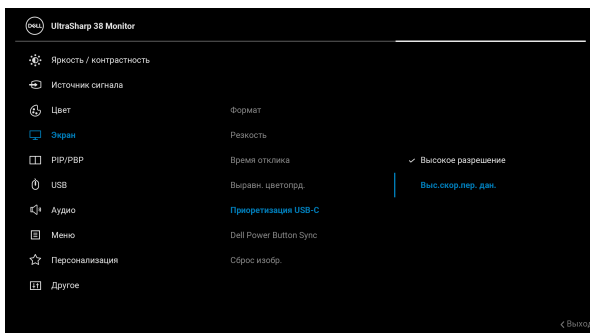 DELL UltraSharp 38 Monitor
Яркость / контрастность
Источник сигнала
Цвет Формат
Экран Резкость
PIP/PBP Время отклика Высокое разрешение
USB Выравн. цветопрд. Выс.скор.пер. дан.
Аудио Приоретизация USB-C
Меню Dell Power Button Sync
Персонализация Сброс изобр.
Другое
Выход